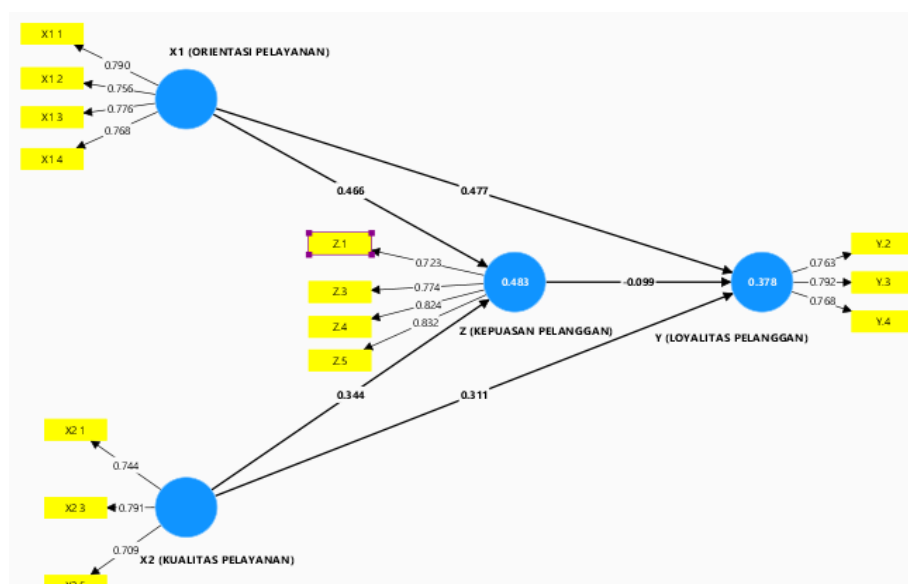 X1 1
X1 (ORIENTASI PELAYANAN)
0.790
X1 2
0.756
X1 3
0.776
0.768
X1 4
0.466
0.477
Z.1
0.723
Y.2
0.763
Z.3
0.774
0.483
-0.099
0.378
0.792
Y.3
0.824
0.768
Z.4
0.832
Y.4
Z (KEPUASAN PELANGGAN)
Y (LOYALITAS PELANGGAN)
Z.5
0.344
0.311
X2 1
0.744
X2 3
0.791
0.709
X2 (KUALITAS PELAYANAN)